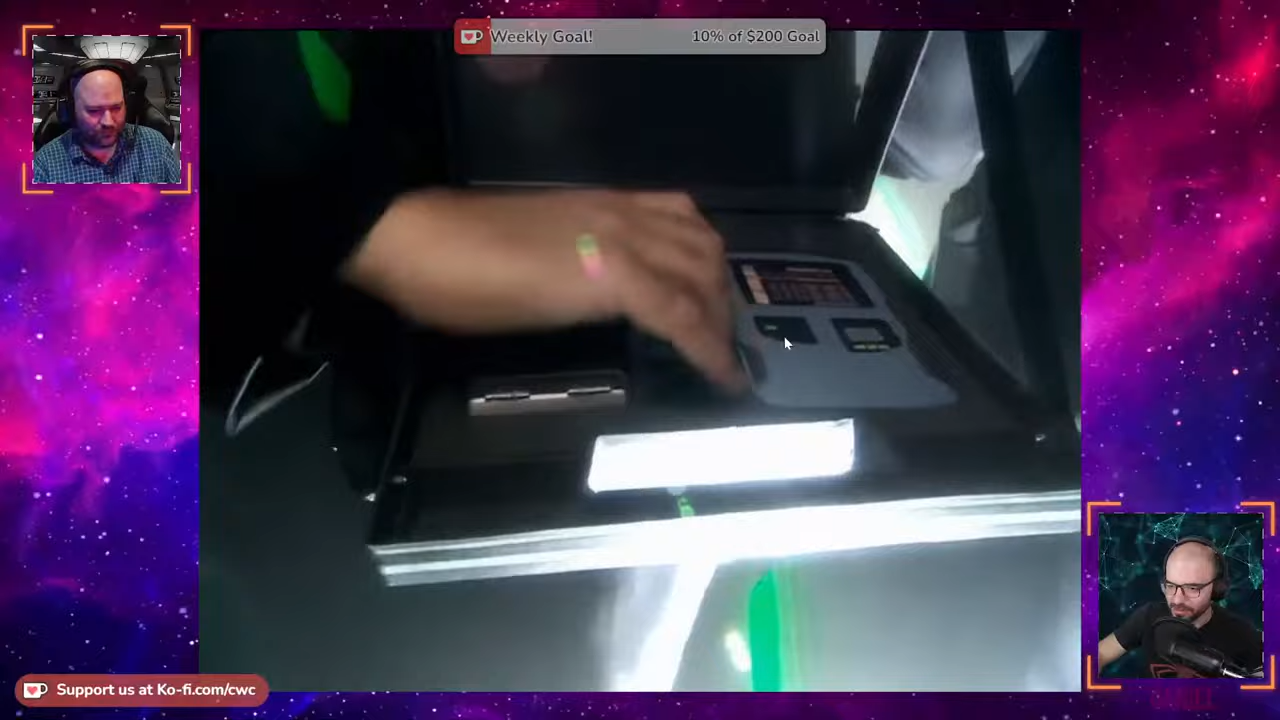 Weekly Goal! 10% of $200 Goal
Support us at Ko-fi.com/cwc